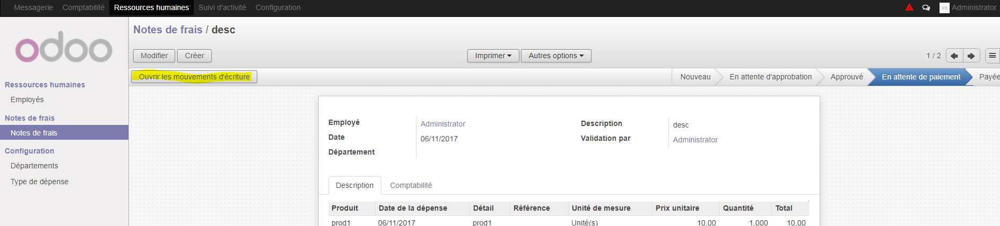 Messagerie Comptabilité Ressources humaines Suivi d'activité Configuration Administrator
odoo
Notes de frais / desc
Modifier Créer Imprimer Autres options 1 / 2
Ouvrir les mouvements d'écriture Nouveau En attente d'approbation Approuvé En attente de paiement Payée
Ressources humaines
Employés
Notes de frais
Notes de frais
Configuration
Départements
Type de dépense
Employé Administrator Description desc
Date 06/11/2017 Validation par Administrator
Département
Description Comptabilité
Produit Date de la dépense Détail Référence Unité de mesure Prix unitaire Quantité Total
prod1 06/11/2017 prod1 Unité(s) 10,00 1,000 10,00